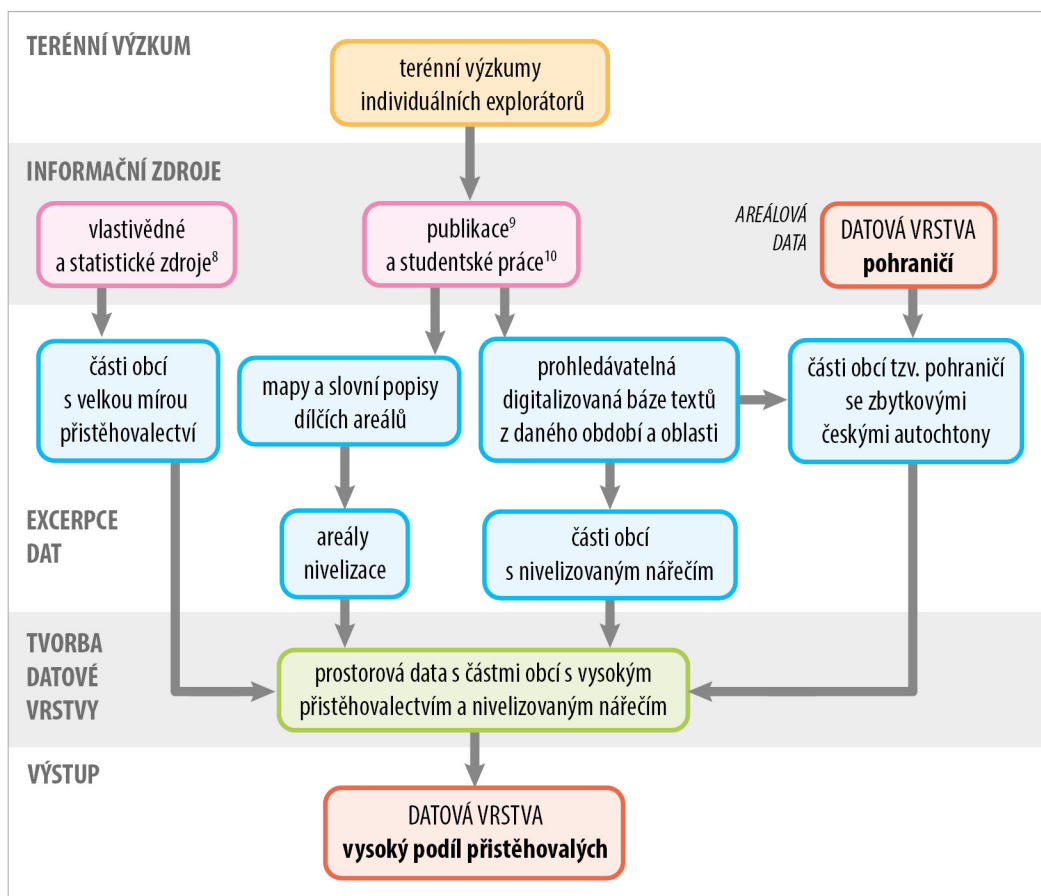 TERÉNNÍ VÝZKUM
terénní výzkumy
individuálních explorátorů
INFORMAČNÍ ZDROJE
vlastivědné
a statistické zdroje⁸
publikace⁹
a studentské práce¹⁰
AREÁLOVÁ
DATA
DATOVÁ VRSTVA
pohraničí
části obcí
s velkou mírou
přistěhovalectví
mapy a slovní popisy
dílčích areálů
prohledávatelná
digitalizovaná báze textů
z daného období a oblasti
části obcí tzv. pohraničí
se zbytkovými
českými autochtony
EXCERPCE
DAT
areály
nivelizace
části obcí
s nivelizovaným nářečím
TVORBA
DATOVÉ
VRSTVY
prostorová data s částmi obcí s vysokým
přistěhovalectvím a nivelizovaným nářečím
VÝSTUP
DATOVÁ VRSTVA
vysoký podíl přistěhovalých